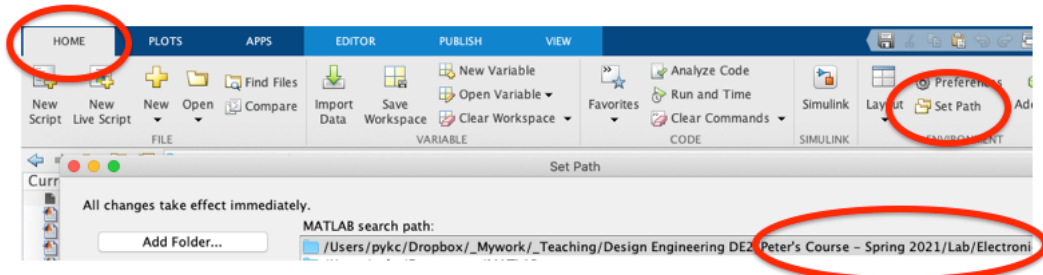 HOME PLOTS APPS EDITOR PUBLISH VIEW
New Script
New Live Script
New
Open
Find Files
Compare
Import Data
Save Workspace
New Variable
Open Variable
Clear Workspace
Favorites
Analyze Code
Run and Time
Clear Commands
Simulink
Layout
Preferences
Set Path
FILE VARIABLE CODE SIMULINK ENVIRONMENT
Curr
Set Path
All changes take effect immediately.
MATLAB search path:
Add Folder...
/Users/pykc/Dropbox/_Mywork/_Teaching/Design Engineering DE2 Peter's Course – Spring 2021/Lab/Electroni